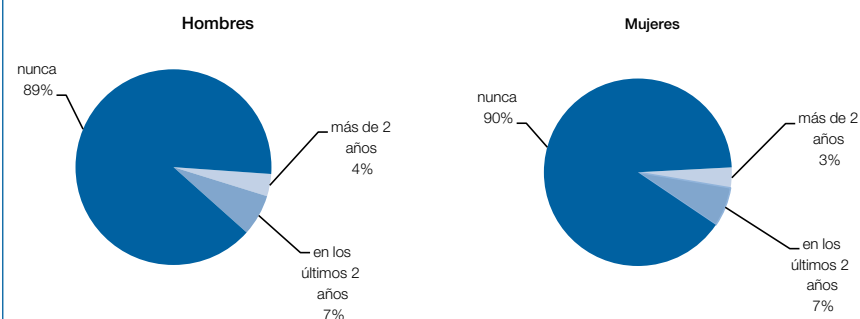 Hombres
nunca
89%
más de 2
años
4%
en los
últimos 2
años
7%
Mujeres
nunca
90%
más de 2
años
3%
en los
últimos 2
años
7%